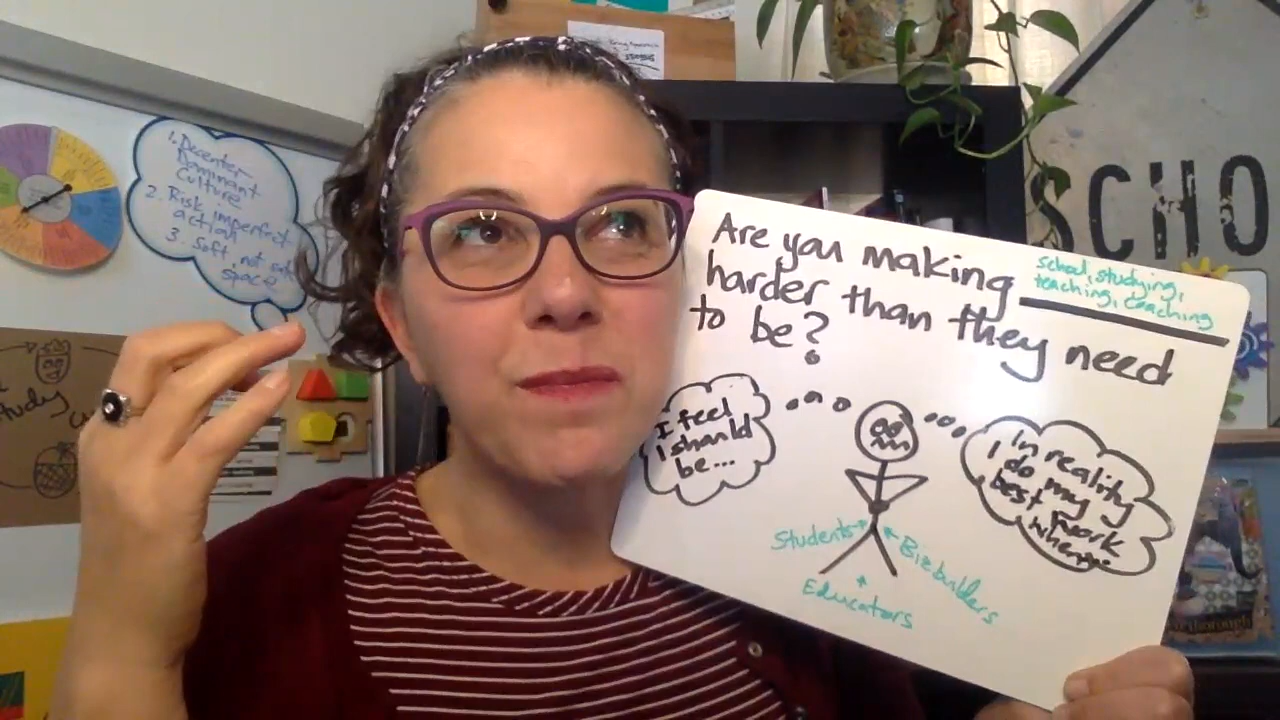 1. Decenter
Dominant
Culture
2. Risk imperfect
action
3. Soft, not safe
space
SCHO
Are you making
school, studying,
teaching, coaching
harder than they need
to be?
I feel
I should
be...
In reality
I do my
best work
when...
Students
Bizbuilders
+
Educators
study